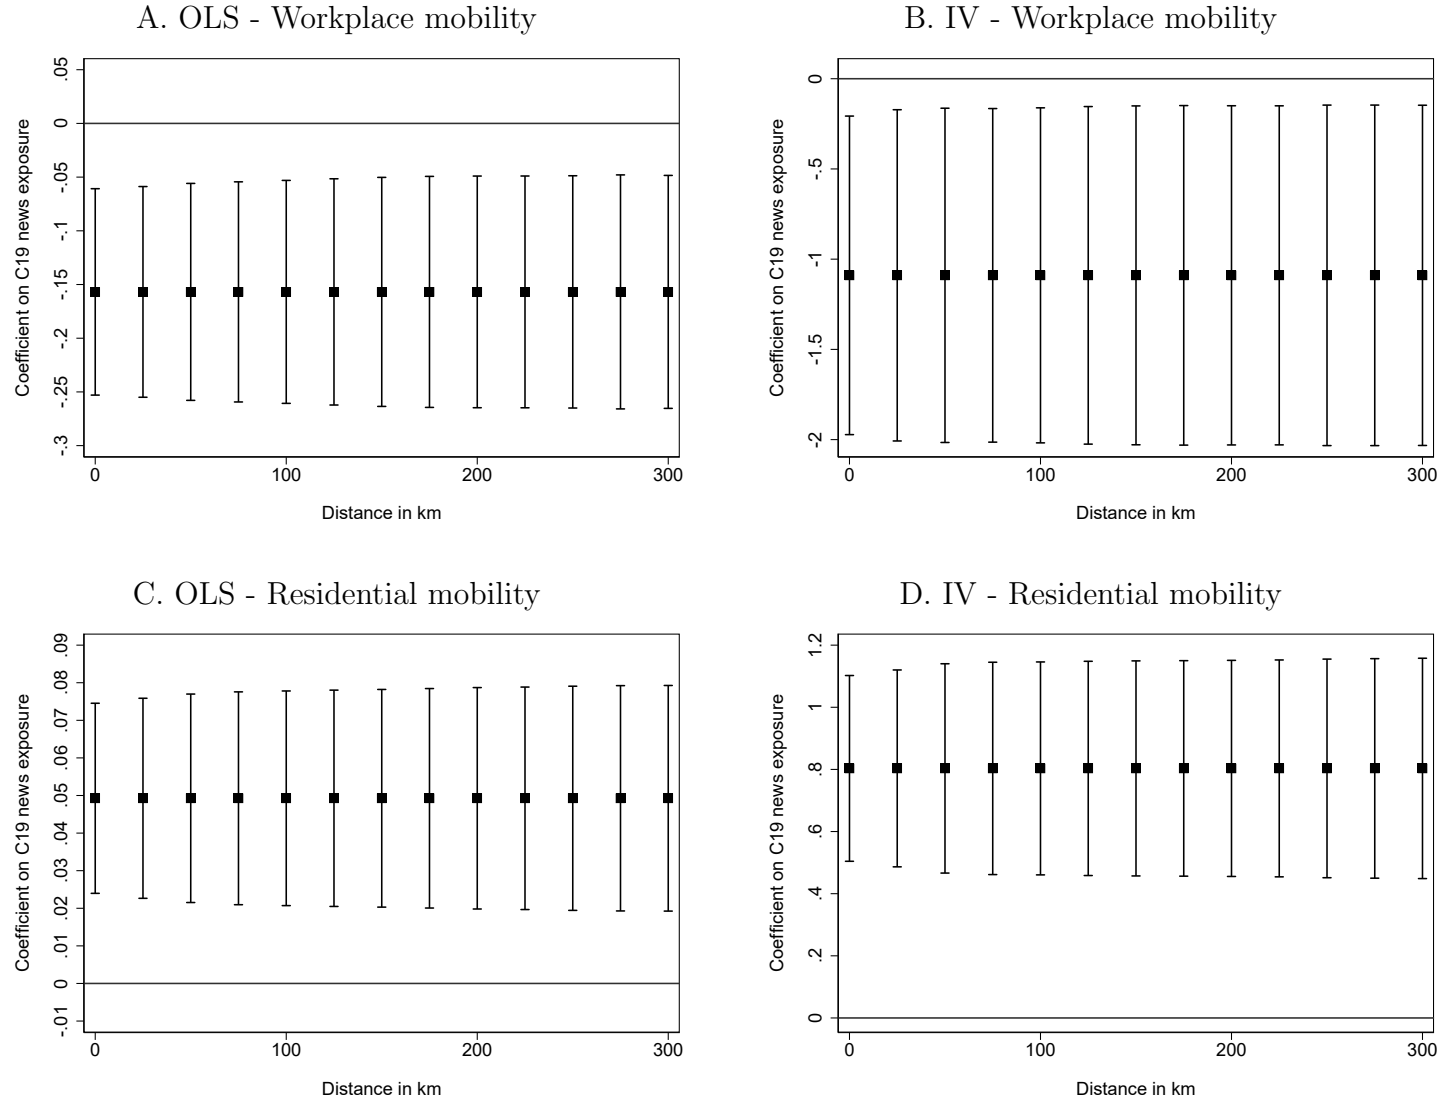 A. OLS - Workplace mobility
Coefficient on C19 news exposure
.05
0
-.05
-.1
-.15
-.2
-.25
-.3
0 100 200 300
Distance in km
B. IV - Workplace mobility
Coefficient on C19 news exposure
0
-.5
-1
-1.5
-2
0 100 200 300
Distance in km
C. OLS - Residential mobility
Coefficient on C19 news exposure
.09
.08
.07
.06
.05
.04
.03
.02
.01
0
-.01
0 100 200 300
Distance in km
D. IV - Residential mobility
Coefficient on C19 news exposure
1.2
1
.8
.6
.4
.2
0
0 100 200 300
Distance in km